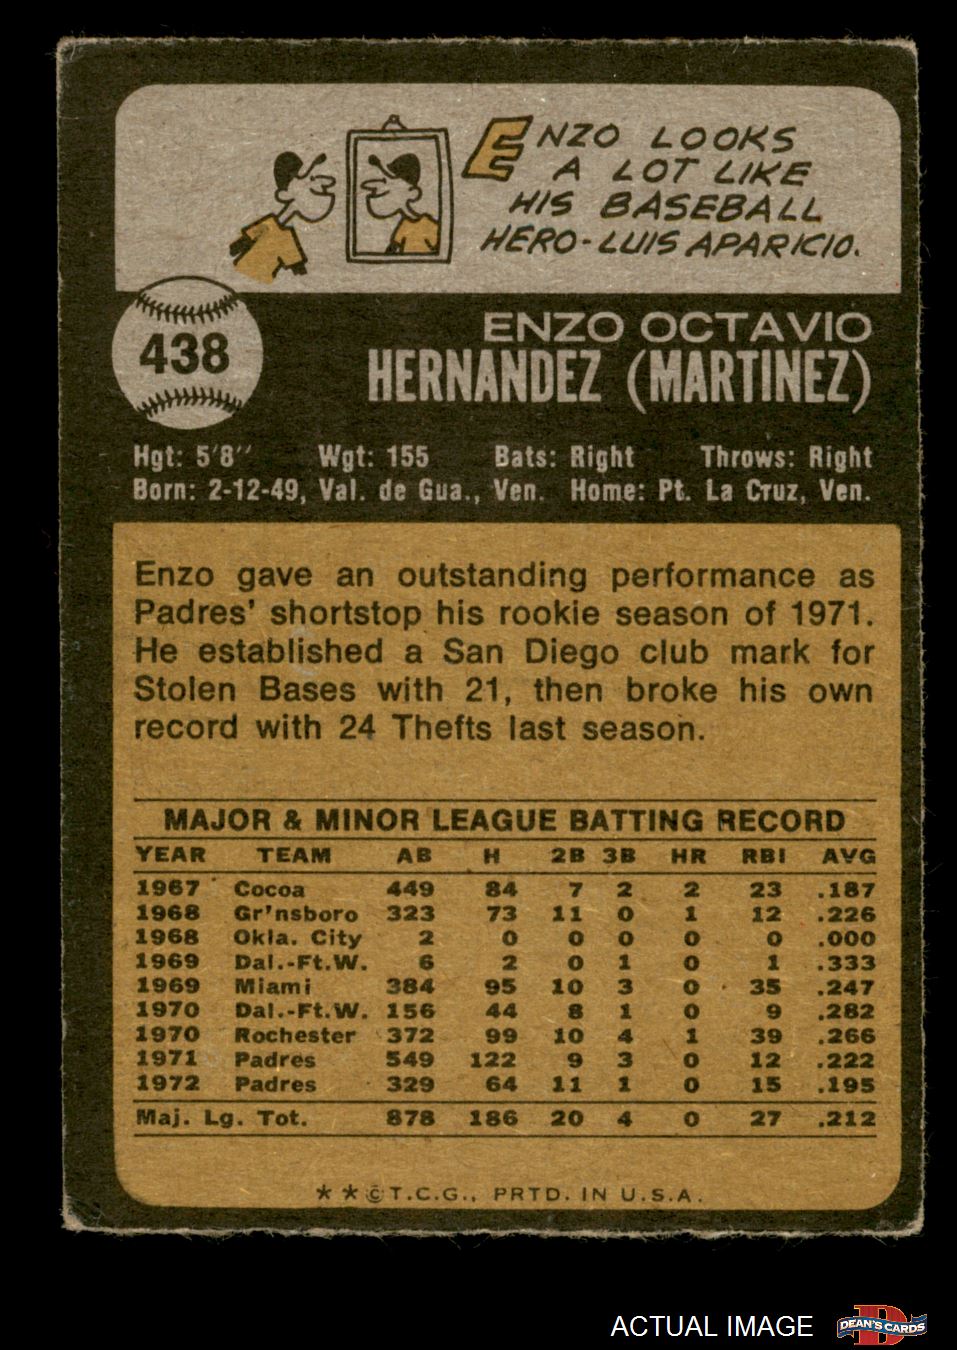 ENZO LOOKS
A LOT LIKE
HIS BASEBALL
HERO-LUIS APARICIO.
438
ENZO OCTAVIO
HERNANDEZ (MARTINEZ)
Hgt: 5'8" Wgt: 155 Bats: Right Throws: Right
Born: 2-12-49, Val. de Gua., Ven. Home: Pt. La Cruz, Ven.
Enzo gave an outstanding performance as
Padres' shortstop his rookie season of 1971.
He established a San Diego club mark for
Stolen Bases with 21, then broke his own
record with 24 Thefts last season.
MAJOR & MINOR LEAGUE BATTING RECORD
YEAR TEAM AB H 2B 3B HR RBI AVG
1967 Cocoa 449 84 7 2 2 23 .187
1968 Gr'nsboro 323 73 11 0 1 12 .226
1968 Okla. City 2 0 0 0 0 0 .000
1969 Dal.-Ft.W. 6 2 0 1 0 1 .333
1969 Miami 384 95 10 3 0 35 .247
1970 Dal.-Ft.W. 156 44 8 1 0 9 .282
1970 Rochester 372 99 10 4 1 39 .266
1971 Padres 549 122 9 3 0 12 .222
1972 Padres 329 64 11 1 0 15 .195
Maj. Lg. Tot. 878 186 20 4 0 27 .212
* * © T.C.G., PRTD. IN U.S.A.
ACTUAL IMAGE
DEAN'S CARDS